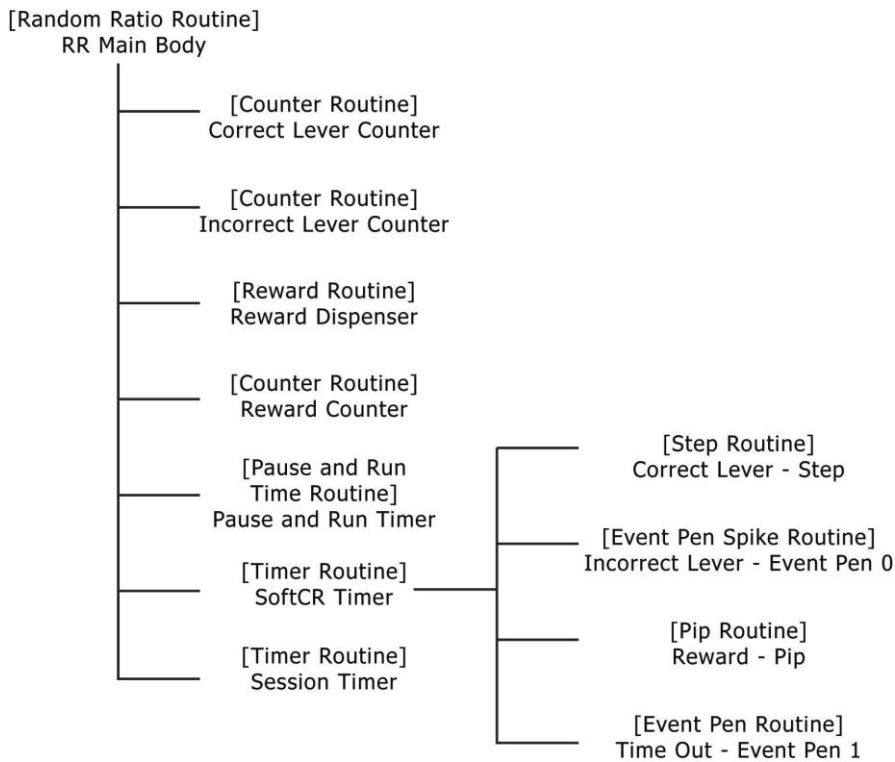 [Random Ratio Routine]
RR Main Body
[Counter Routine]
Correct Lever Counter
[Counter Routine]
Incorrect Lever Counter
[Reward Routine]
Reward Dispenser
[Counter Routine]
Reward Counter
[Pause and Run
Time Routine]
Pause and Run Timer
[Timer Routine]
SoftCR Timer
[Timer Routine]
Session Timer
[Step Routine]
Correct Lever - Step
[Event Pen Spike Routine]
Incorrect Lever - Event Pen 0
[Pip Routine]
Reward - Pip
[Event Pen Routine]
Time Out - Event Pen 1